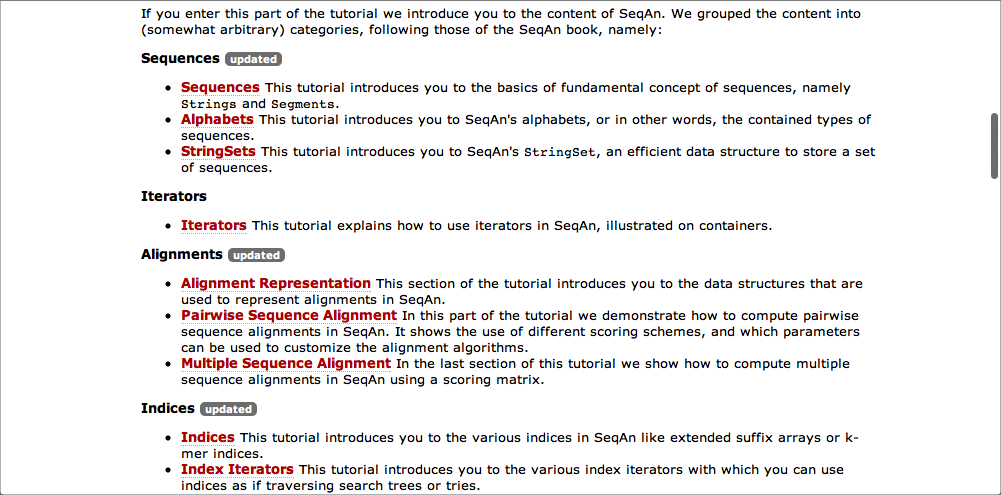 If you enter this part of the tutorial we introduce you to the content of SeqAn. We grouped the content into
(somewhat arbitrary) categories, following those of the SeqAn book, namely:
Sequences updated
• Sequences This tutorial introduces you to the basics of fundamental concept of sequences, namely
Strings and Segments.
• Alphabets This tutorial introduces you to SeqAn's alphabets, or in other words, the contained types of
sequences.
• StringSets This tutorial introduces you to SeqAn's StringSet, an efficient data structure to store a set
of sequences.
Iterators
• Iterators This tutorial explains how to use iterators in SeqAn, illustrated on containers.
Alignments updated
• Alignment Representation This section of the tutorial introduces you to the data structures that are
used to represent alignments in SeqAn.
• Pairwise Sequence Alignment In this part of the tutorial we demonstrate how to compute pairwise
sequence alignments in SeqAn. It shows the use of different scoring schemes, and which parameters
can be used to customize the alignment algorithms.
• Multiple Sequence Alignment In the last section of this tutorial we show how to compute multiple
sequence alignments in SeqAn using a scoring matrix.
Indices updated
• Indices This tutorial introduces you to the various indices in SeqAn like extended suffix arrays or k-
mer indices.
• Index Iterators This tutorial introduces you to the various index iterators with which you can use
indices as if traversing search trees or tries.